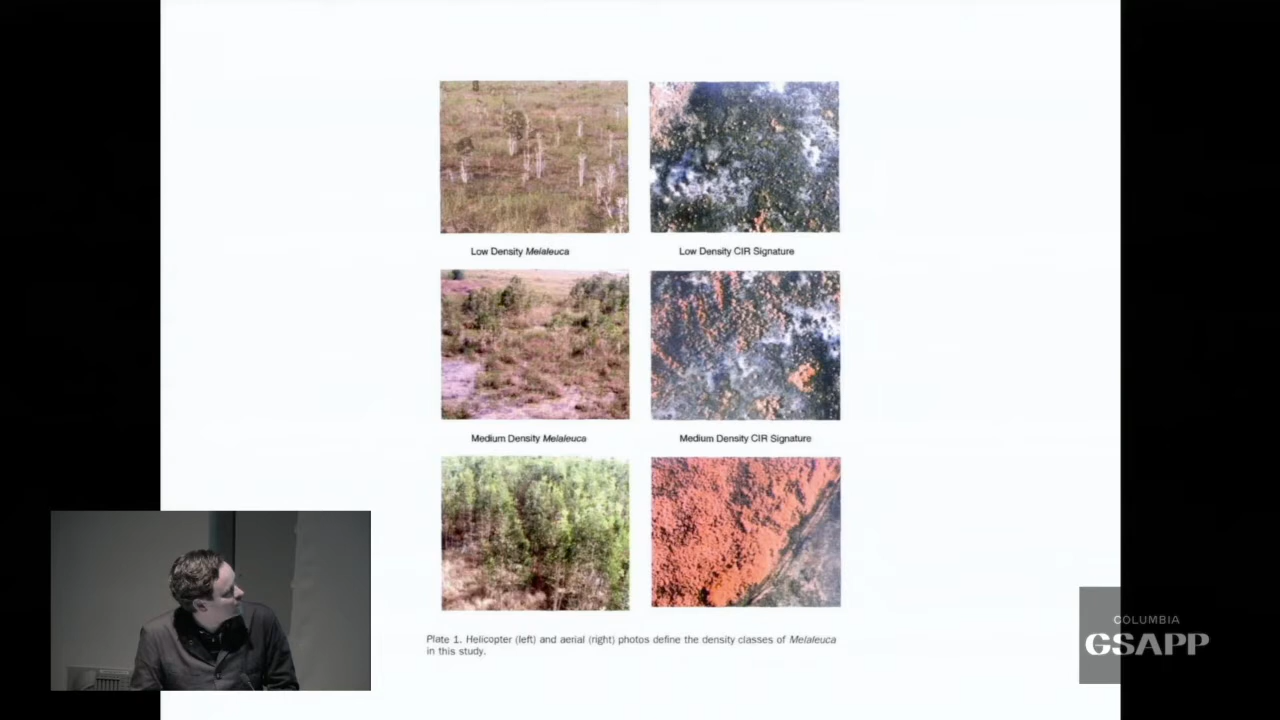 Low Density Melaleuca
Low Density CIR Signature
Medium Density Melaleuca
Medium Density CIR Signature
Plate 1. Helicopter (left) and aerial (right) photos define the density classes of Melaleuca
in this study.
COLUMBIA
GSAPP